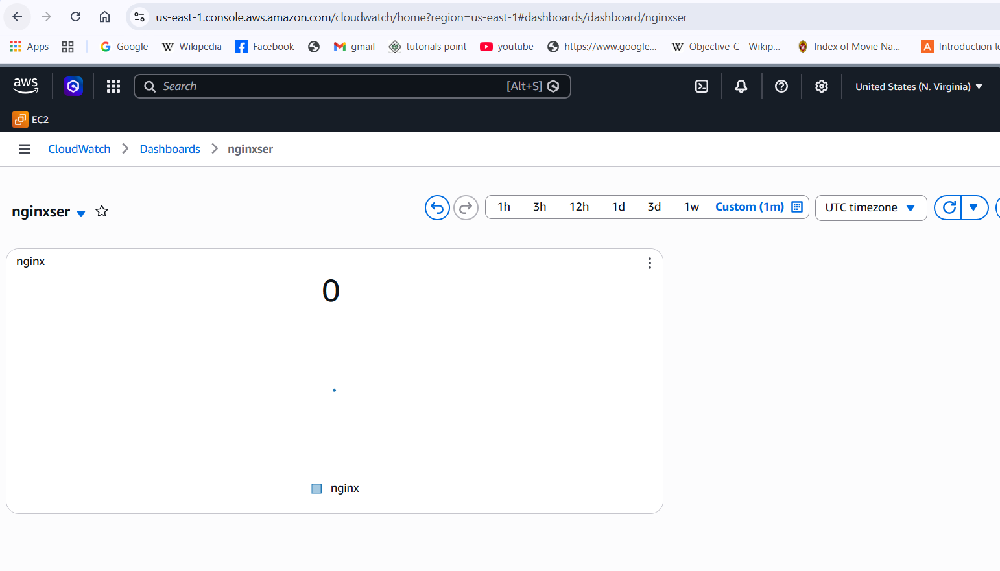 us-east-1.console.aws.amazon.com/cloudwatch/home?region=us-east-1#dashboards/dashboard/nginxser
Apps Google Wikipedia Facebook gmail tutorials point youtube https://www.google... Objective-C - Wikip... Index of Movie Na... Introduction to
aws Search [Alt+S] United States (N. Virginia)
EC2
CloudWatch Dashboards nginxser
nginxser 1h 3h 12h 1d 3d 1w Custom (1m) UTC timezone
nginx
0
nginx